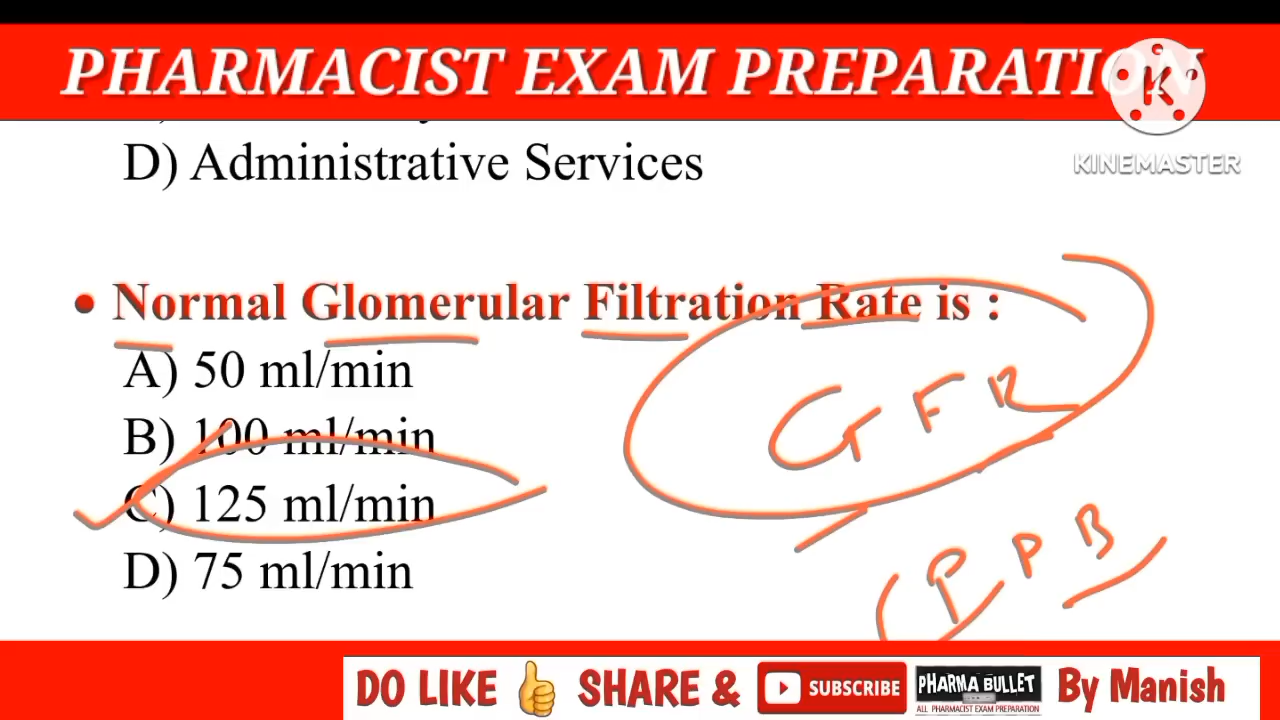 PHARMACIST EXAM PREPARATION
K
KINEMASTER
D) Administrative Services
• Normal Glomerular Filtration Rate is :
A) 50 ml/min
B) 100 ml/min
C) 125 ml/min
D) 75 ml/min
GFR
PPB
DO LIKE SHARE & SUBSCRIBE PHARMA BULLET By Manish
ALL PHARMACIST EXAM PREPARATION